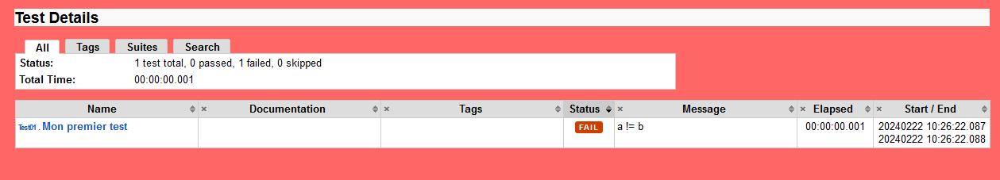 Test Details
All Tags Suites Search
Status: 1 test total, 0 passed, 1 failed, 0 skipped
Total Time: 00:00:00.001
Name × Documentation × Tags Status × Message × Elapsed × Start / End
Test01 . Mon premier test FAIL a != b 00:00:00.001 20240222 10:26:22.087
20240222 10:26:22.088